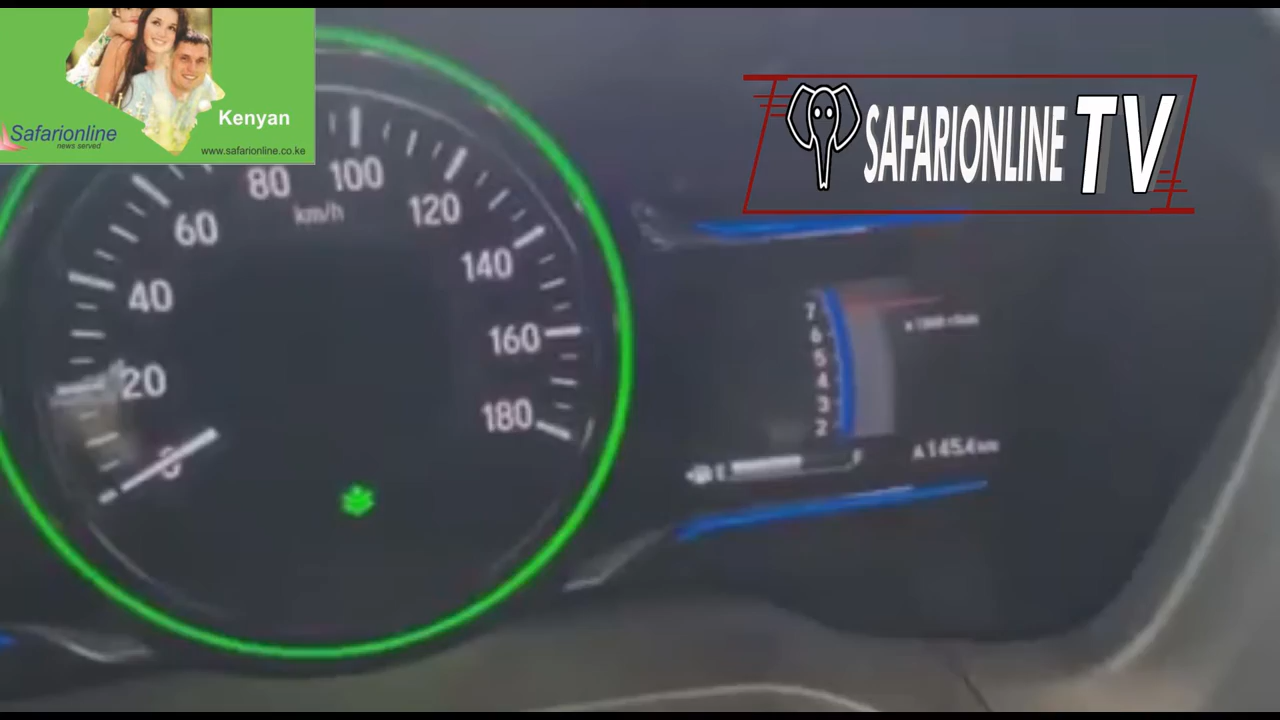 Kenyan
Safarionline
news served
www.safarionline.co.ke
SAFARIONLINE TV
80 100
km/h
60 120
40 140
20 160
0 180
7
6
5
4
3
2
E F
A 145.4 km